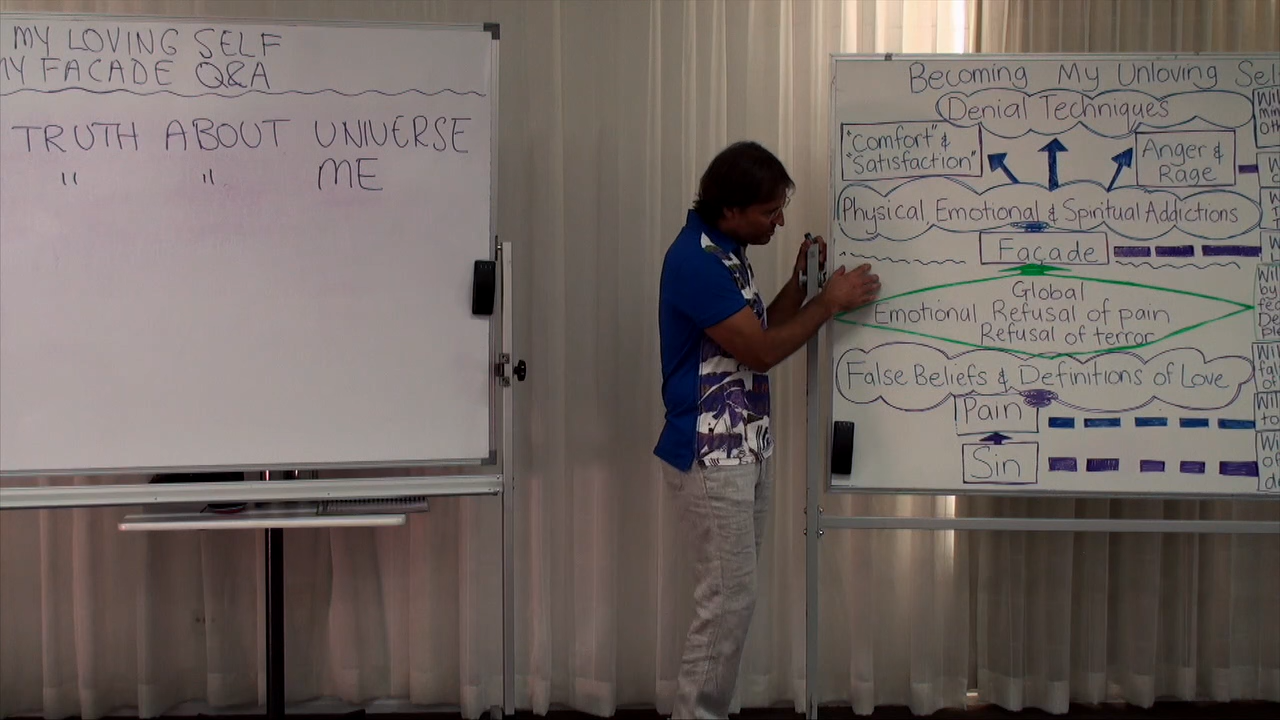 MY LOVING SELF
MY FACADE Q&A
TRUTH ABOUT UNIVERSE
" " ME
Becoming My Unloving Sel
Denial Techniques
"Comfort" &
"Satisfaction"
Anger &
Rage
Physical, Emotional & Spiritual Addictions
Façade
Global
Emotional Refusal of pain
Refusal of terror
False Beliefs & Definitions of Love
Pain
Sin